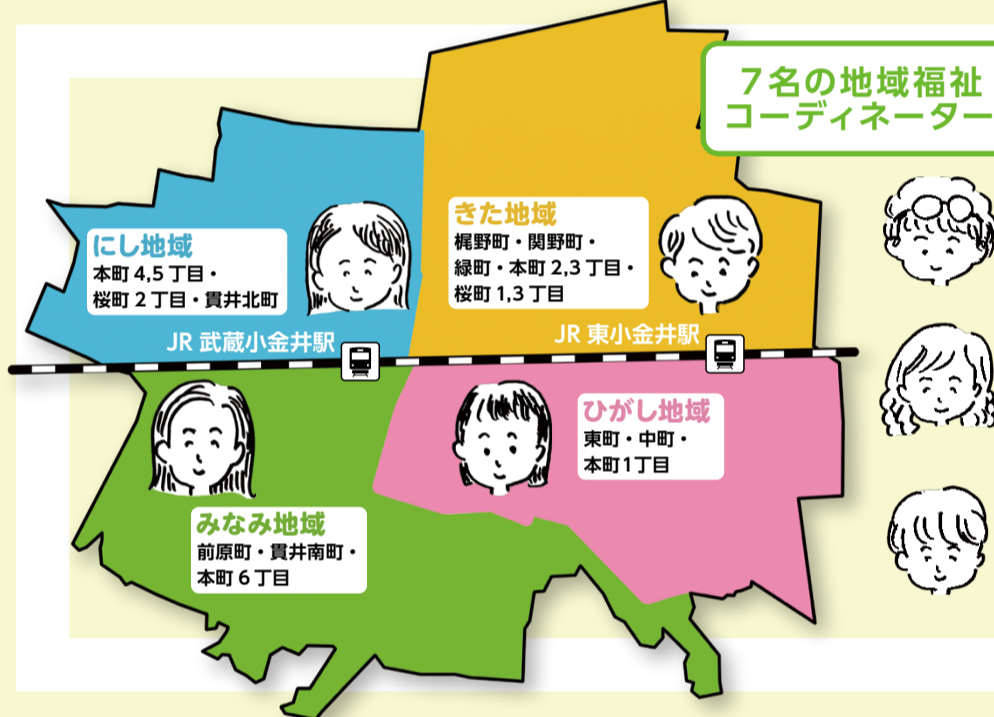 7名の地域福祉
コーディネーター
にし地域
本町 4,5 丁目・
桜町 2 丁目・貫井北町
きた地域
梶野町・関野町・
緑町・本町 2,3 丁目・
桜町 1,3 丁目
JR 武蔵小金井駅
JR 東小金井駅
ひがし地域
東町・中町・
本町1丁目
みなみ地域
前原町・貫井南町・
本町 6 丁目